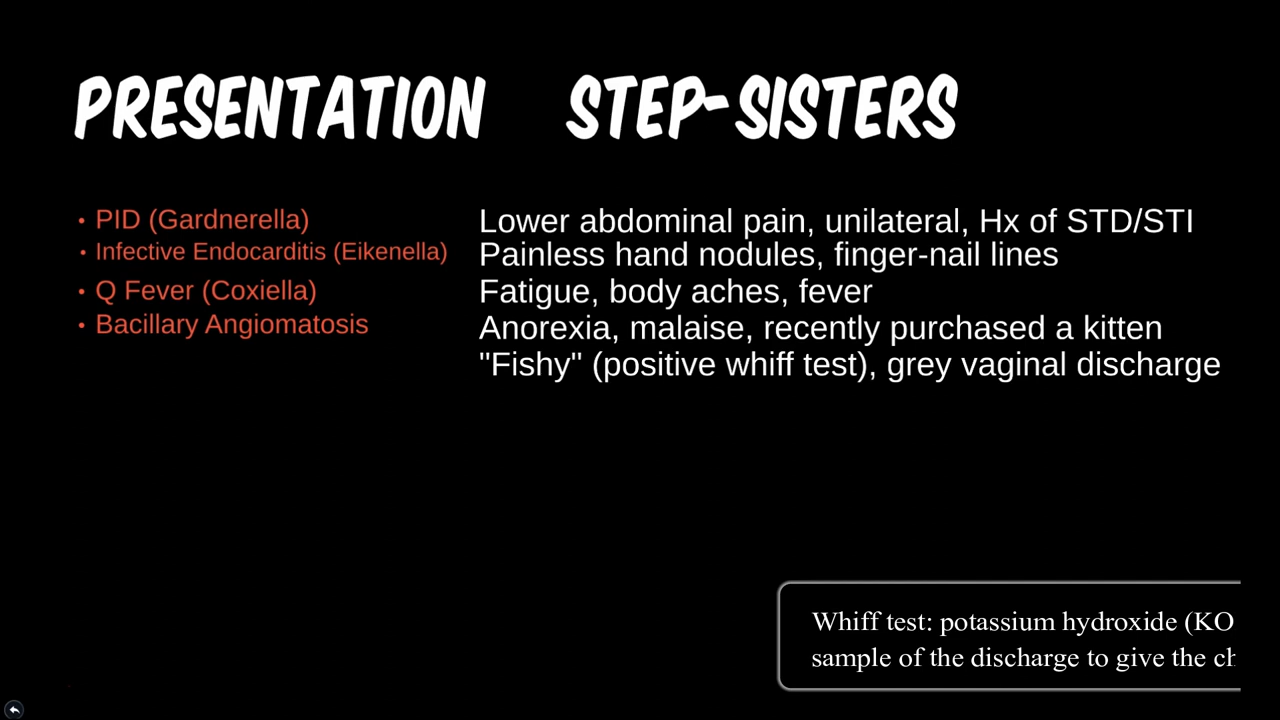 PRESENTATION STEP-SISTERS
• PID (Gardnerella)
• Infective Endocarditis (Eikenella)
• Q Fever (Coxiella)
• Bacillary Angiomatosis
Lower abdominal pain, unilateral, Hx of STD/STI
Painless hand nodules, finger-nail lines
Fatigue, body aches, fever
Anorexia, malaise, recently purchased a kitten
"Fishy" (positive whiff test), grey vaginal discharge
Whiff test: potassium hydroxide (KO
sample of the discharge to give the